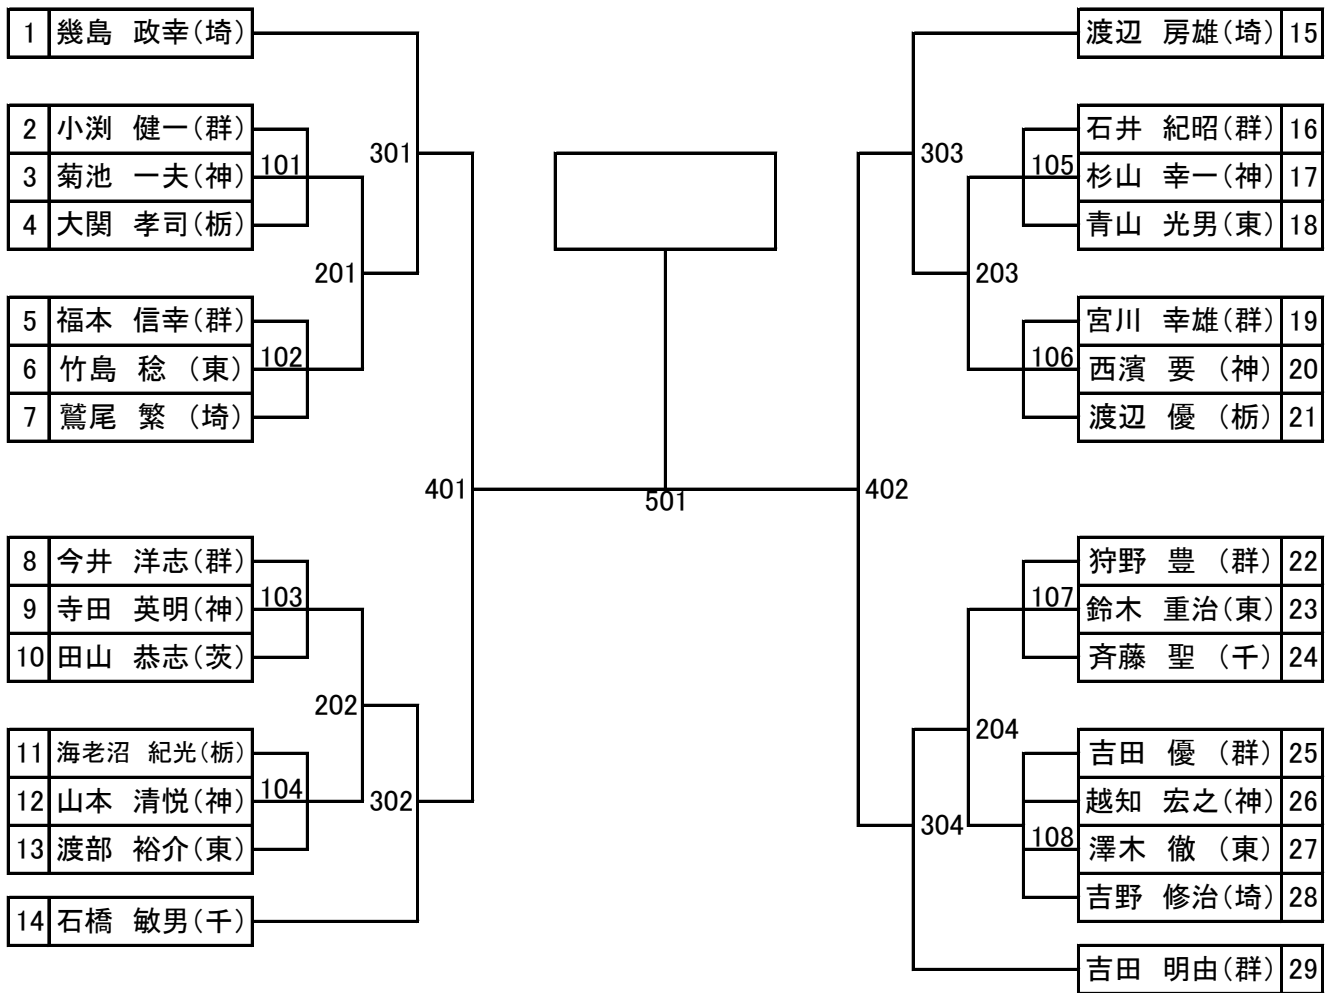 1 幾島 政幸(埼)
2 小渕 健一(群)
3 菊池 一夫(神)
4 大関 孝司(栃)
101
301
201
5 福本 信幸(群)
6 竹島 稔 (東)
7 鷲尾 繁 (埼)
102
401
8 今井 洋志(群)
9 寺田 英明(神)
10 田山 恭志(茨)
103
202
11 海老沼 紀光(栃)
12 山本 清悦(神)
13 渡部 裕介(東)
104
302
14 石橋 敏男(千)
501
渡辺 房雄(埼) 15
303
105
石井 紀昭(群) 16
杉山 幸一(神) 17
青山 光男(東) 18
203
106
宮川 幸雄(群) 19
西濱 要 (神) 20
渡辺 優 (栃) 21
402
107
狩野 豊 (群) 22
鈴木 重治(東) 23
斉藤 聖 (千) 24
204
304
108
吉田 優 (群) 25
越知 宏之(神) 26
澤木 徹 (東) 27
吉野 修治(埼) 28
吉田 明由(群) 29